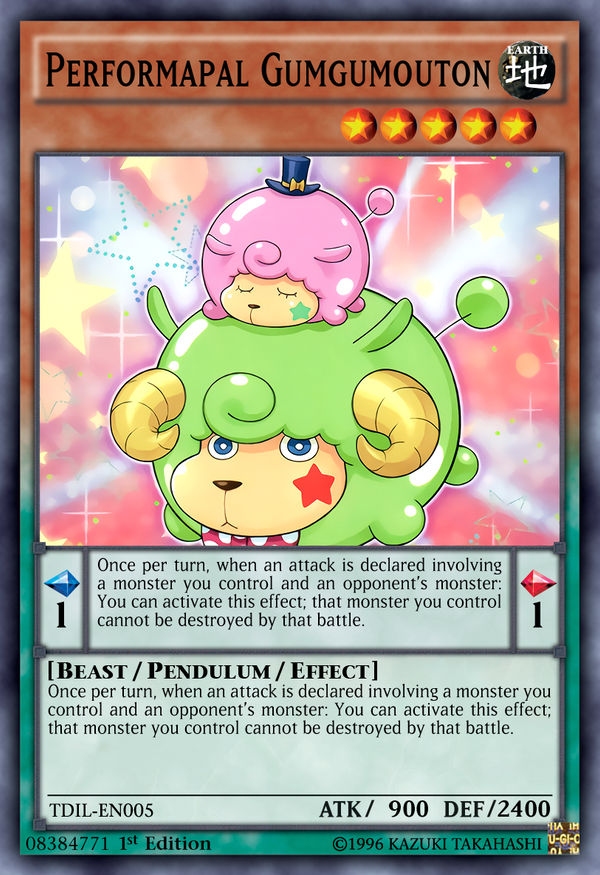 PERFORMAPAL GUMGUMOUTON
EARTH
地
Once per turn, when an attack is declared involving
a monster you control and an opponent's monster:
You can activate this effect; that monster you control
cannot be destroyed by that battle.
1
1
[BEAST / PENDULUM / EFFECT]
Once per turn, when an attack is declared involving a monster you
control and an opponent's monster: You can activate this effect;
that monster you control cannot be destroyed by that battle.
TDIL-EN005
ATK/ 900 DEF/2400
08384771 1st Edition
©1996 KAZUKI TAKAHASHI